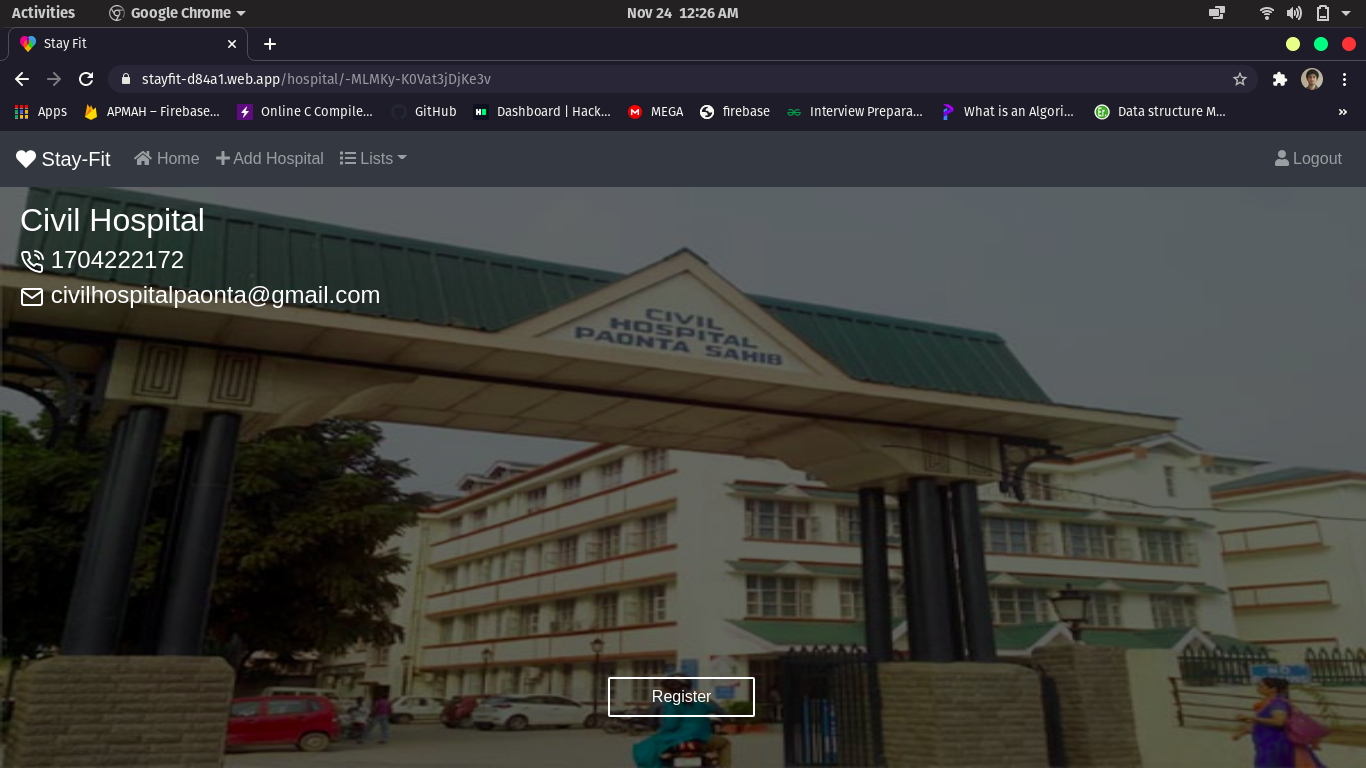 Activities
Google Chrome
Nov 24 12:26 AM
Stay Fit
stayfit-d84a1.web.app/hospital/-MLMKy-K0Vat3jDjKe3v
Apps
APMAH – Firebase…
Online C Compile…
GitHub
Dashboard | Hack…
MEGA
firebase
Interview Prepara…
What is an Algori…
Data structure M…
»
Stay-Fit
Home
Add Hospital
Lists
Logout
Civil Hospital
1704222172
civilhospitalpaonta@gmail.com
CIVIL
HOSPITAL
PAONTA SAHIB
Register